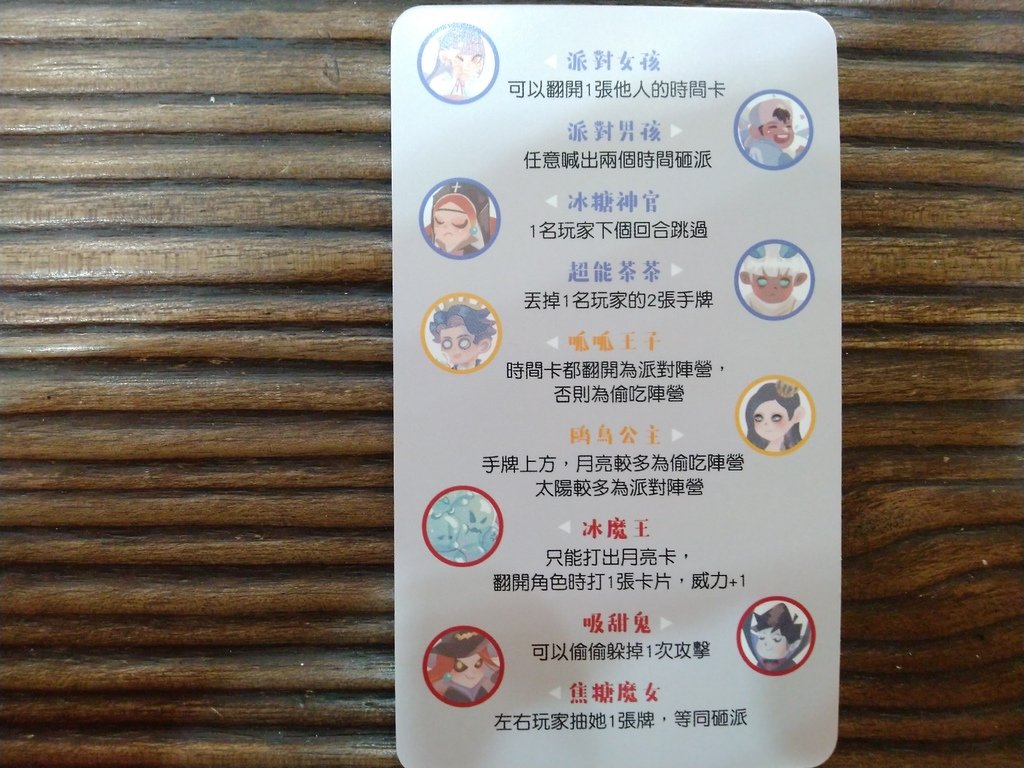 派對女孩
可以翻開1張他人的時間卡
派對男孩
任意喊出兩個時間砸派
冰糖神官
1名玩家下個回合跳過
超能茶茶
丟掉1名玩家的2張手牌
呱呱王子
時間卡都翻開為派對陣營，
否則為偷吃陣營
鴟鳥公主
手牌上方，月亮較多為偷吃陣營
太陽較多為派對陣營
冰魔王
只能打出月亮卡，
翻開角色時打1張卡片，威力+1
吸甜鬼
可以偷偷躲掉1次攻擊
焦糖魔女
左右玩家抽她1張牌，等同砸派